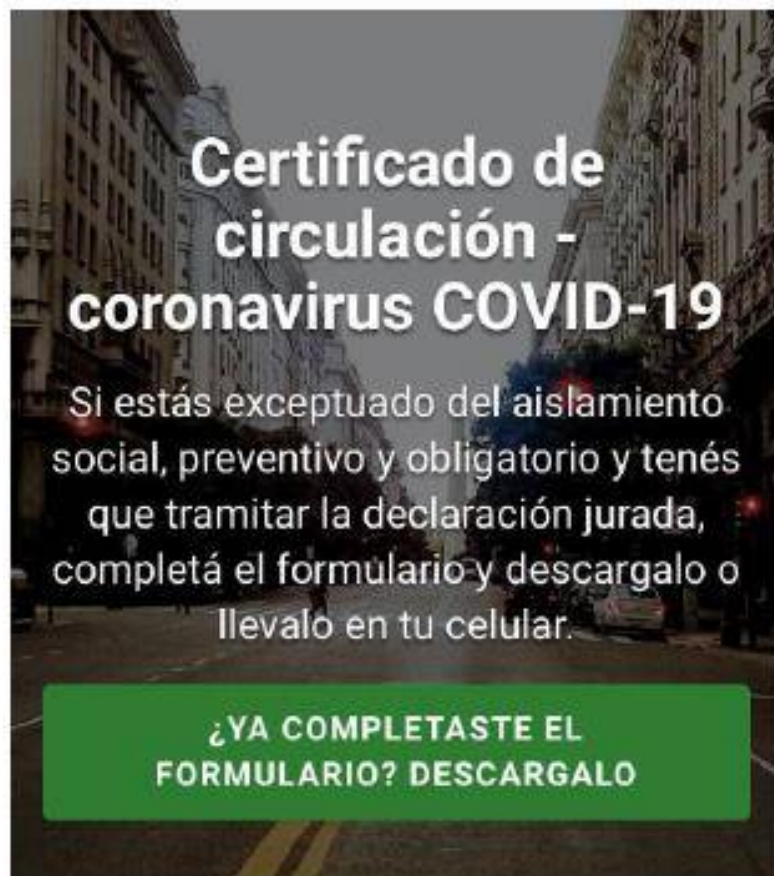 Certificado de
circulación -
coronavirus COVID-19
Si estás exceptuado del aislamiento
social, preventivo y obligatorio y tenés
que tramitar la declaración jurada,
completá el formulario y descargalo o
llevalo en tu celular.
¿YA COMPLETASTE EL
FORMULARIO? DESCARGALO